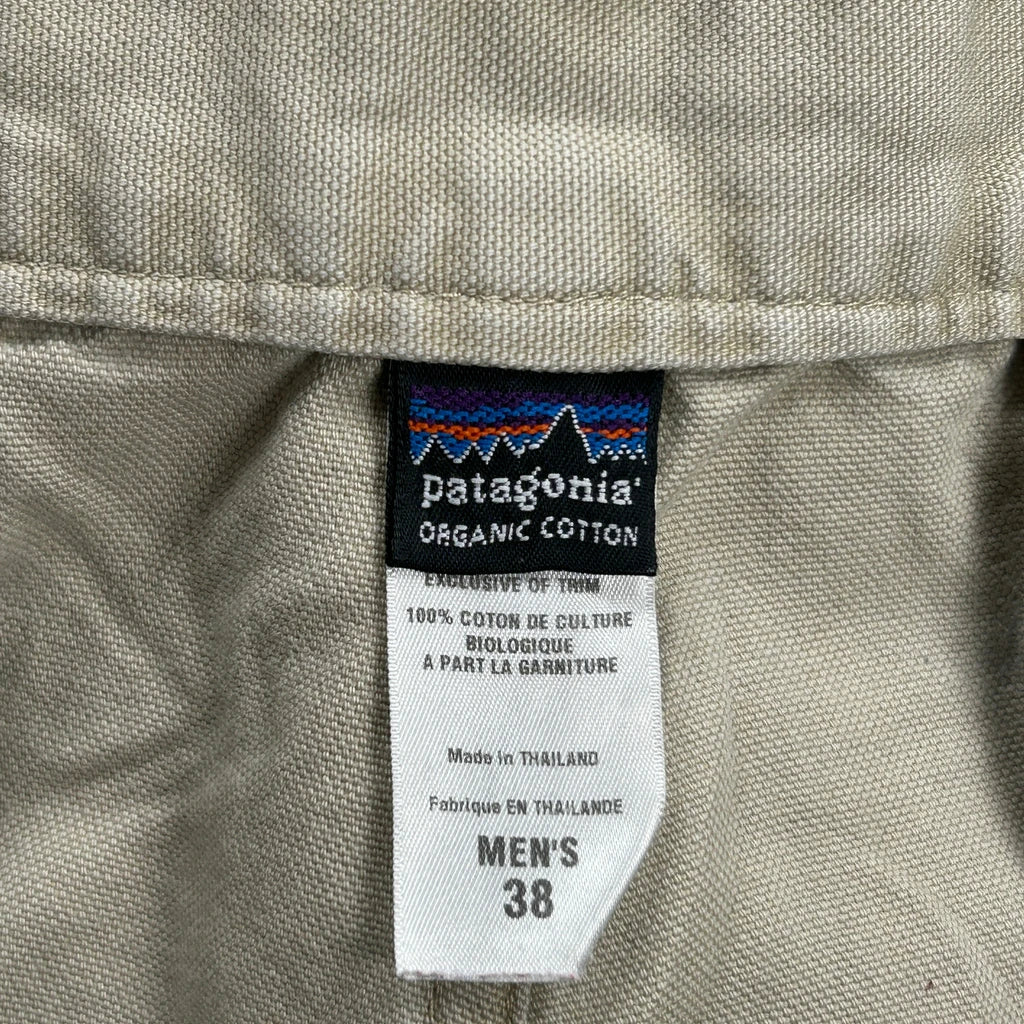 patagonia®
ORGANIC COTTON
EXCLUSIVE OF TRIM
100% COTON DE CULTURE
BIOLOGIQUE
A PART LA GARNITURE
Made in THAILAND
Fabrique EN THAILANDE
MEN'S
38